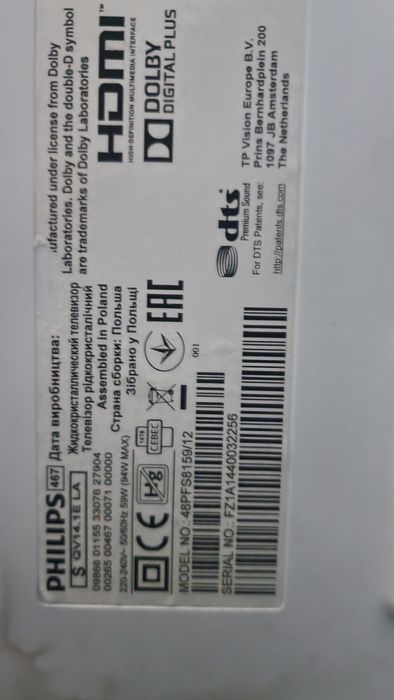 PHILIPS 467 Дата виробництва:
S QV14.1E LA Жидкокристаллический телевизор
Телевізор рідкокристалічний
09866 01155 33076 27904 Assembled in Poland
00265 00467 00071 00000 Страна сборки: Польша
220-240V~ 50/60Hz 59W (94W MAX) Зібрано у Польщі
CE Hg 1478 CEBEC EAC
MODEL NO.: 48PFS8159/12
001
SERIAL NO.: FZ1A1440032256
ufactured under license from Dolby
Laboratories. Dolby and the double-D symbol
are trademarks of Dolby Laboratories
HDMI™
HIGH-DEFINITION MULTIMEDIA INTERFACE
DOLBY
DIGITAL PLUS
dts
Premium Sound
For DTS Patents, see:
http://patents.dts.com
TP Vision Europe B.V.
Prins Bernhardplein 200
1097 JB Amsterdam
The Netherlands